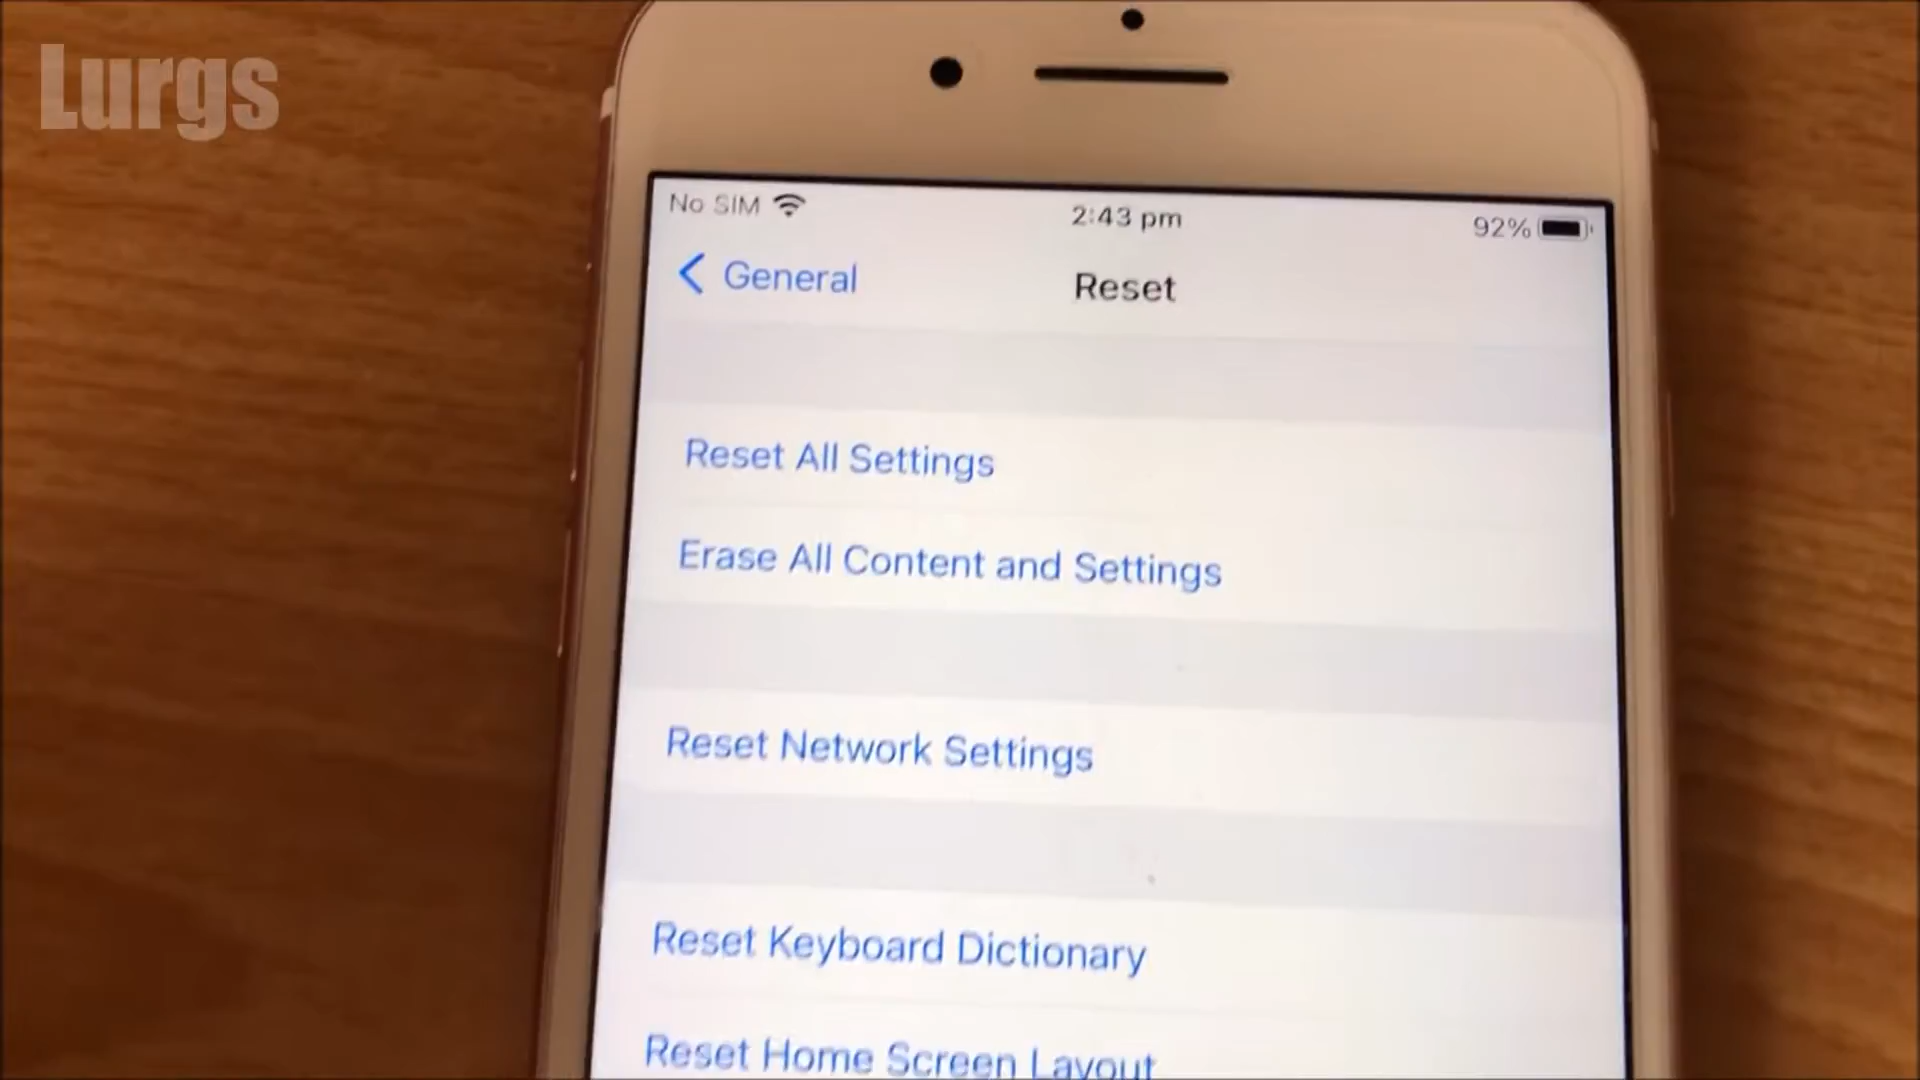 Lurgs
No SIM
2:43 pm
92%
General
Reset
Reset All Settings
Erase All Content and Settings
Reset Network Settings
Reset Keyboard Dictionary
Reset Home Screen Layout